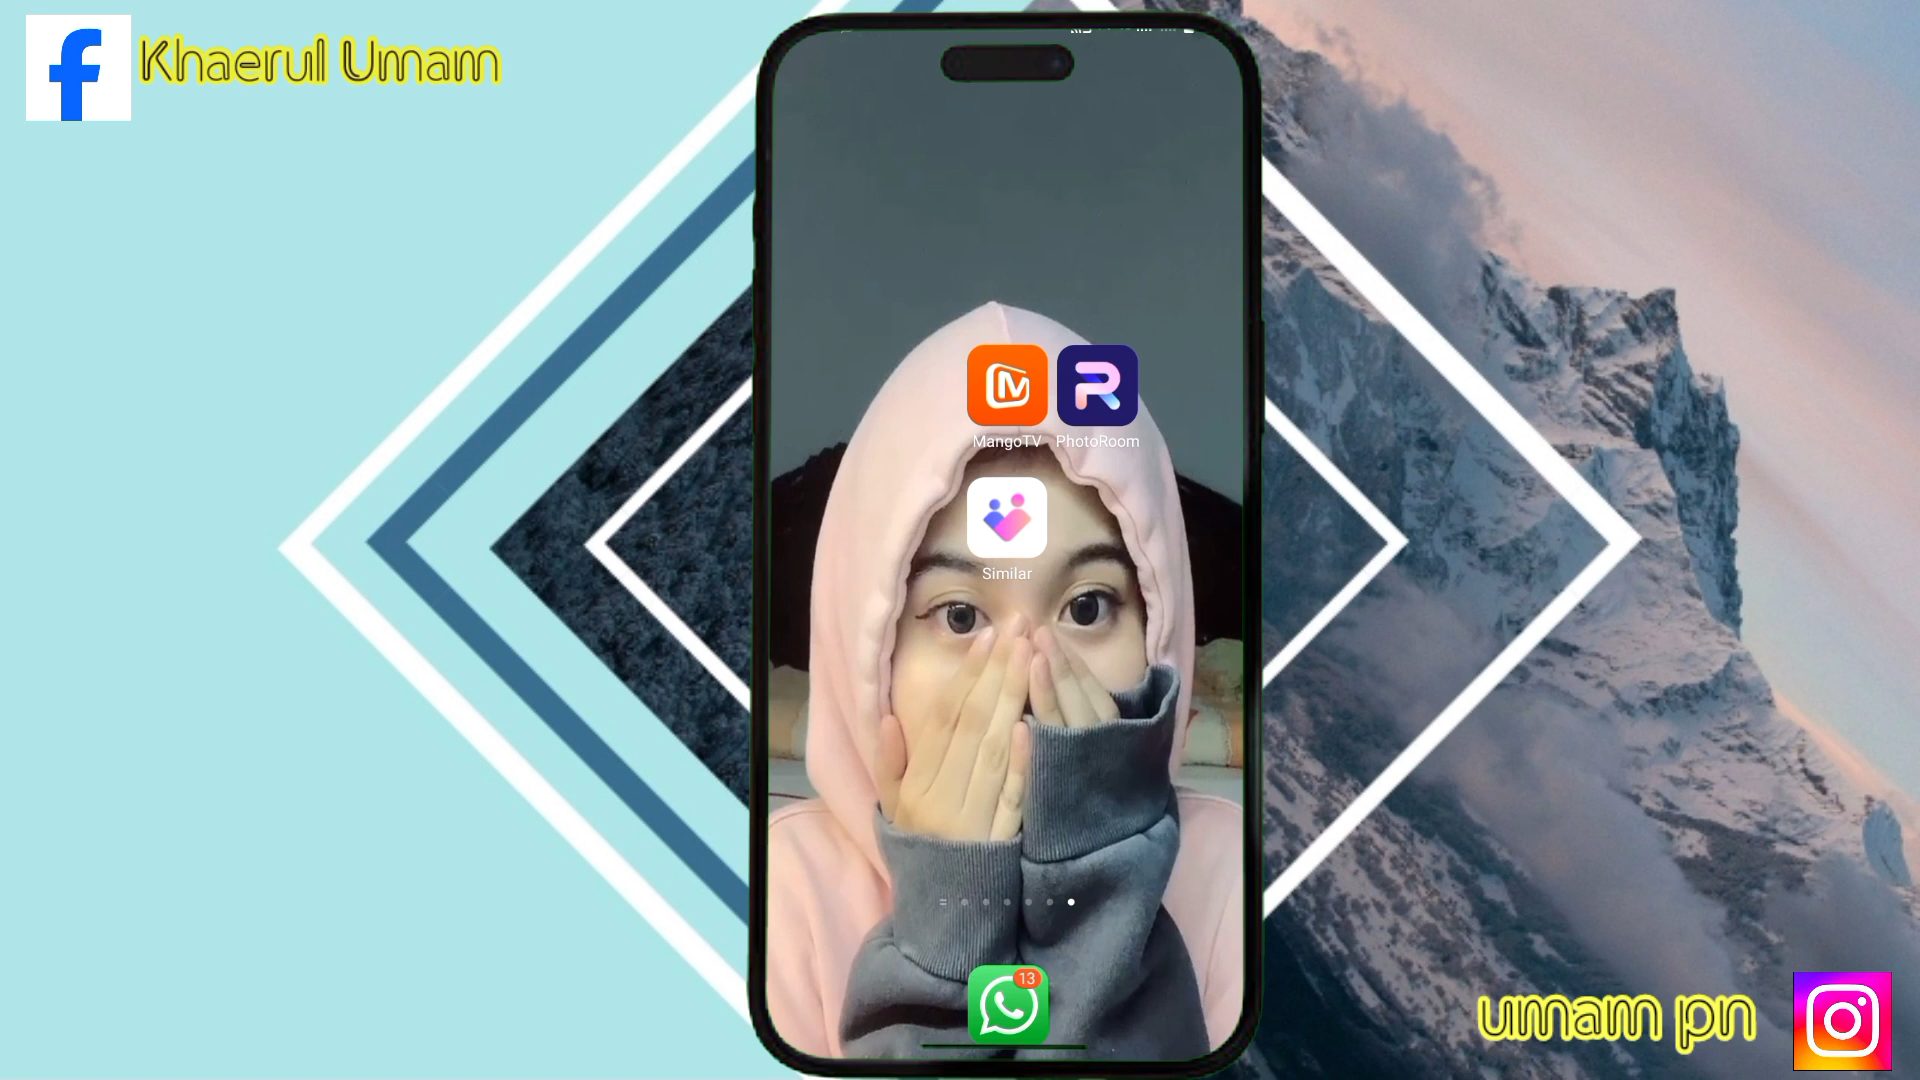 Khaerul Umam
MangoTV PhotoRoom
Similar
13
umam pn